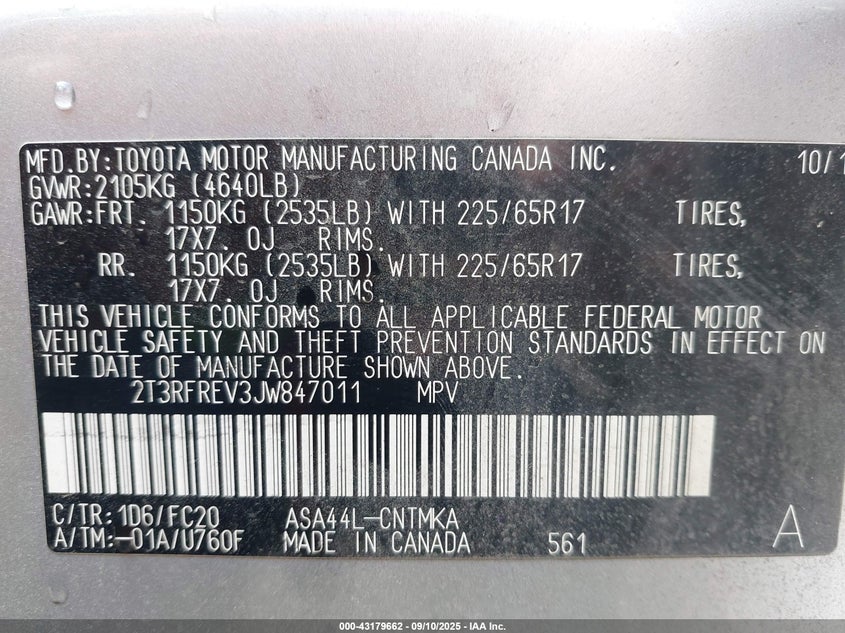 MFD.BY:TOYOTA MOTOR MANUFACTURING CANADA INC. 10/1
GVWR:2105KG (4640LB)
GAWR:FRT. 1150KG (2535LB) WITH 225/65R17 TIRES,
17X7. 0J RIMS.
RR. 1150KG (2535LB) WITH 225/65R17 TIRES,
17X7. 0J RIMS.
THIS VEHICLE CONFORMS TO ALL APPLICABLE FEDERAL MOTOR
VEHICLE SAFETY AND THEFT PREVENTION STANDARDS IN EFFECT ON
THE DATE OF MANUFACTURE SHOWN ABOVE.
2T3RFREV3JW847011 MPV
C/TR:1D6/FC20 ASA44L-CNTMKA
A/TM:-01A/U760F MADE IN CANADA 561 A
000-43179662 - 09/10/2025 - IAA Inc.